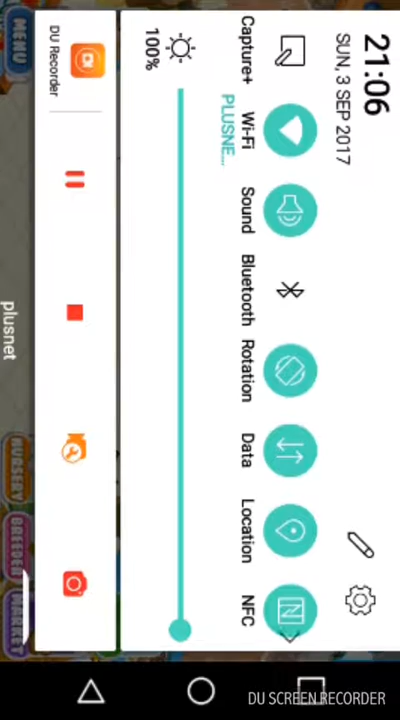 21:06
SUN, 3 SEP 2017
Capture+
Wi-Fi
PLUSNE...
Sound
Bluetooth
Rotation
Data
Location
NFC
100%
DU Recorder
plusnet
MENU
NURSERY
BREEDEN
MARKET
DU SCREEN RECORDER